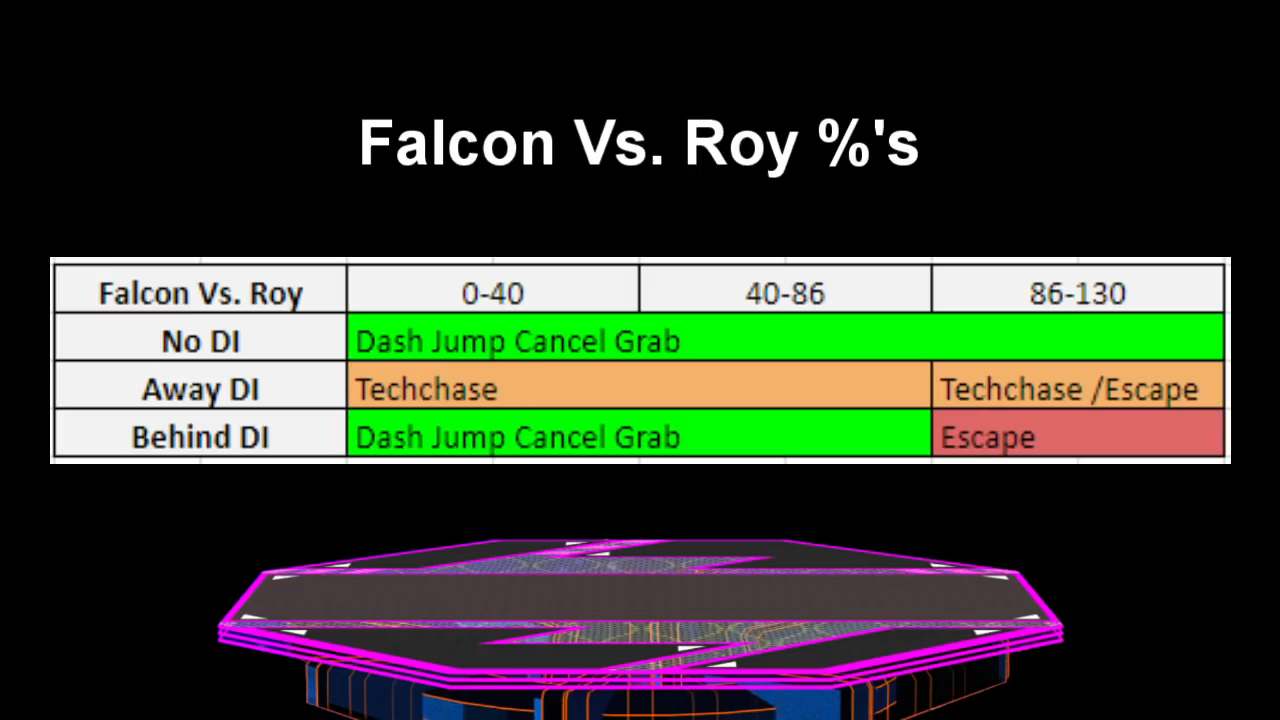 Falcon Vs. Roy %'s
Falcon Vs. Roy 0-40 40-86 86-130
No DI Dash Jump Cancel Grab
Away DI Techchase Techchase /Escape
Behind DI Dash Jump Cancel Grab Escape